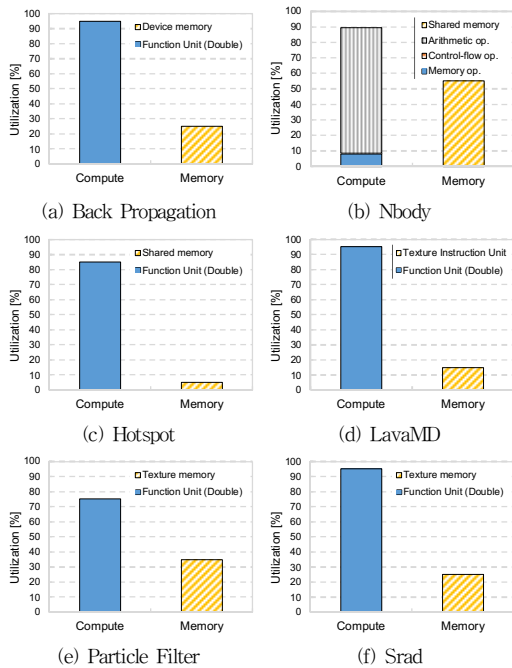 100
90
80
70
60
50
40
30
20
10
0
Utilization [%]
Device memory
Function Unit (Double)
Compute Memory
(a) Back Propagation
100
90
80
70
60
50
40
30
20
10
0
Utilization [%]
Shared memory
Arithmetic op.
Control-flow op.
Memory op.
Compute Memory
(b) Nbody
100
90
80
70
60
50
40
30
20
10
0
Utilization [%]
Shared memory
Function Unit (Double)
Compute Memory
(c) Hotspot
100
90
80
70
60
50
40
30
20
10
0
Utilization [%]
Texture Instruction Unit
Function Unit (Double)
Compute Memory
(d) LavaMD
100
90
80
70
60
50
40
30
20
10
0
Utilization [%]
Texture memory
Function Unit (Double)
Compute Memory
(e) Particle Filter
100
90
80
70
60
50
40
30
20
10
0
Utilization [%]
Texture memory
Function Unit (Double)
Compute Memory
(f) Srad